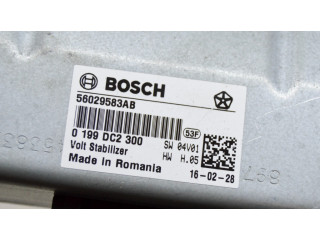 BOSCH
56029583AB
53F
0 199 DC2 300
Volt Stabilizer
SW 04V01
HW H.05
Made in Romania
16-02-28